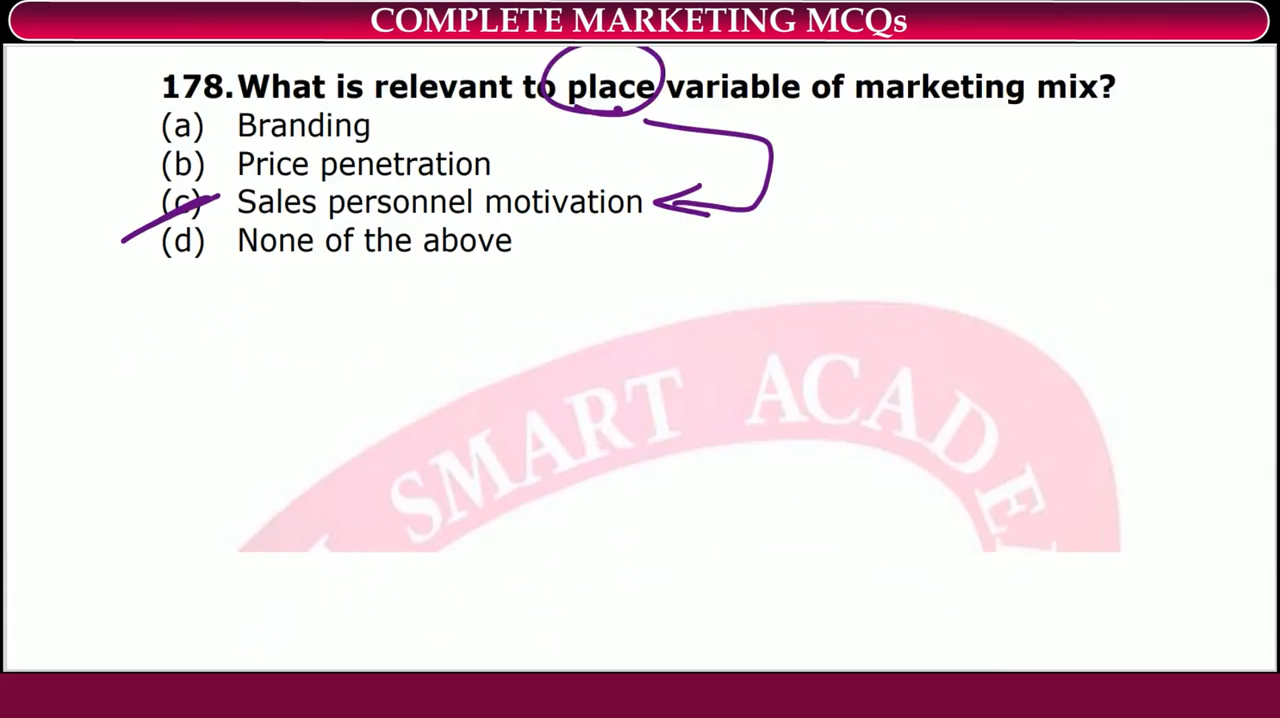 COMPLETE MARKETING MCQs
178. What is relevant to place variable of marketing mix?
(a) Branding
(b) Price penetration
(c) Sales personnel motivation
(d) None of the above
SMART ACADE